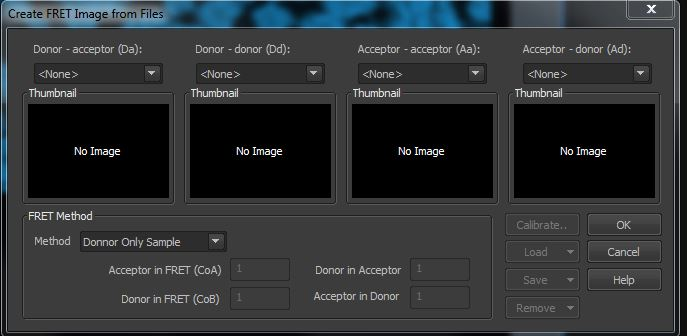 Create FRET Image from Files
X
Donor - acceptor (Da):
Donor - donor (Dd):
Acceptor - acceptor (Aa):
Acceptor - donor (Ad):
<None>
<None>
<None>
<None>
Thumbnail
Thumbnail
Thumbnail
Thumbnail
No Image
No Image
No Image
No Image
FRET Method
Method
Donnor Only Sample
Acceptor in FRET (CoA)
1
Donor in Acceptor
1
Donor in FRET (CoB)
1
Acceptor in Donor
1
Calibrate..
OK
Load
Cancel
Save
Help
Remove